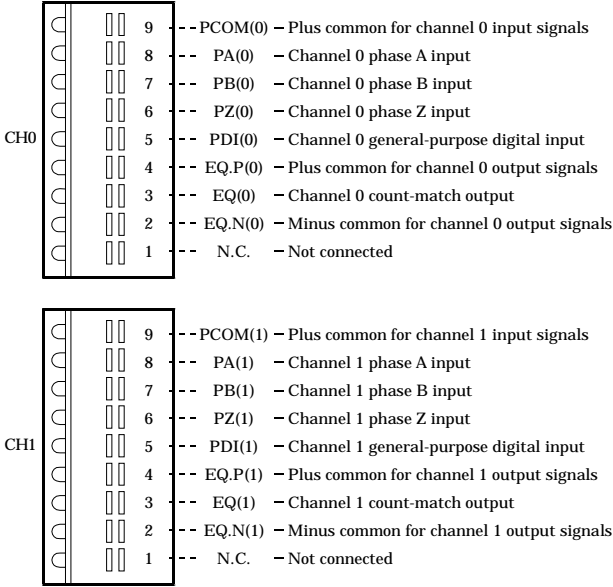 9 PCOM(0) – Plus common for channel 0 input signals
8 PA(0) – Channel 0 phase A input
7 PB(0) – Channel 0 phase B input
6 PZ(0) – Channel 0 phase Z input
CH0 5 PDI(0) – Channel 0 general-purpose digital input
4 EQ.P(0) – Plus common for channel 0 output signals
3 EQ(0) – Channel 0 count-match output
2 EQ.N(0) – Minus common for channel 0 output signals
1 N.C. – Not connected
9 PCOM(1) – Plus common for channel 1 input signals
8 PA(1) – Channel 1 phase A input
7 PB(1) – Channel 1 phase B input
6 PZ(1) – Channel 1 phase Z input
CH1 5 PDI(1) – Channel 1 general-purpose digital input
4 EQ.P(1) – Plus common for channel 1 output signals
3 EQ(1) – Channel 1 count-match output
2 EQ.N(1) – Minus common for channel 1 output signals
1 N.C. – Not connected